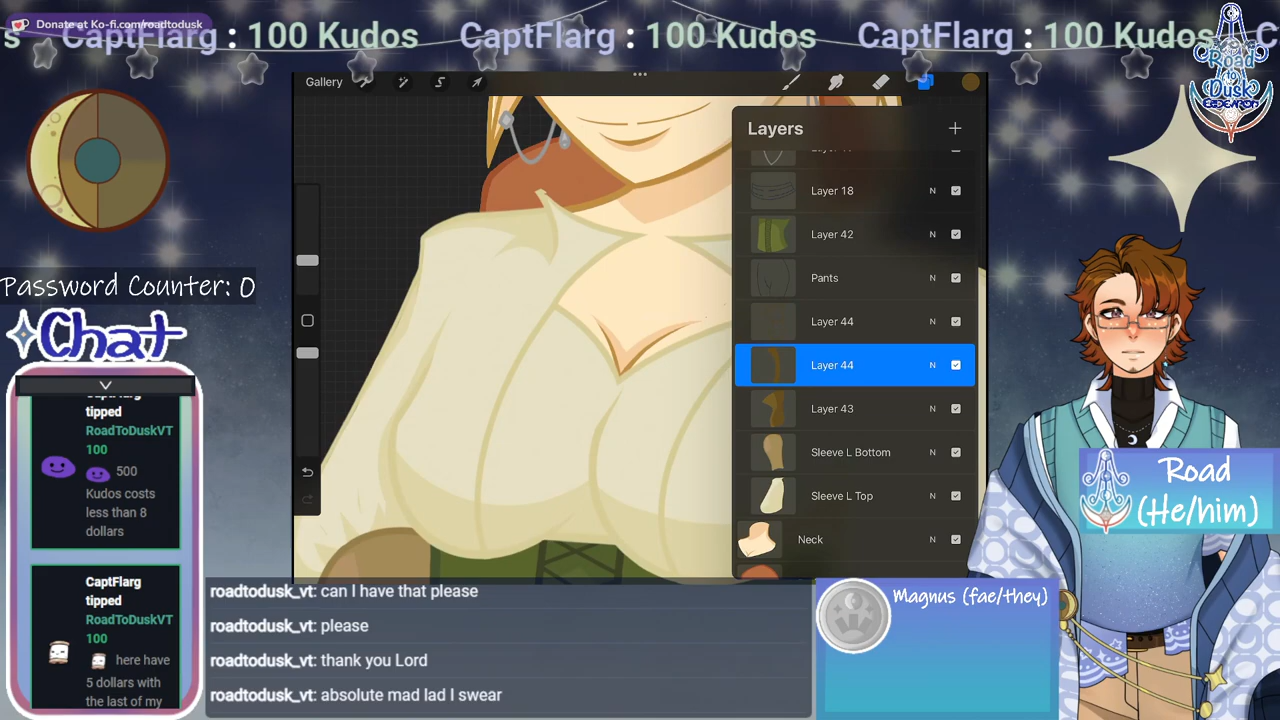 Donate at Ko-fi.com/roadtodusk
s CaptFlarg : 100 Kudos CaptFlarg : 100 Kudos CaptFlarg : 100 Kudos C
Road
to
Dusk
Gallery
Layers
Layer 18 N
Layer 42 N
Pants N
Layer 44 N
Layer 44 N
Layer 43 N
Sleeve L Bottom N
Sleeve L Top N
Neck N
Password Counter: 0
Chat
CaptFlarg
tipped
RoadToDuskVT
100
500
Kudos costs
less than 8
dollars
CaptFlarg
tipped
RoadToDuskVT
100
here have
5 dollars with
the last of my
roadtodusk_vt: can I have that please
roadtodusk_vt: please
roadtodusk_vt: thank you Lord
roadtodusk_vt: absolute mad lad I swear
Magnus (fae/they)
Road
(He/him)